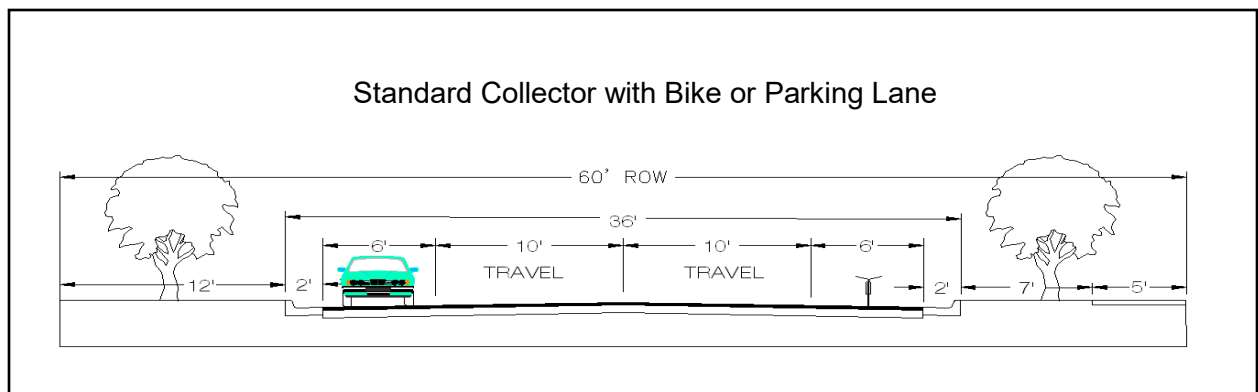 Standard Collector with Bike or Parking Lane
60' ROW
36'
6' 10' 10' 6'
TRAVEL TRAVEL
12' 2' 2' 7' 5'